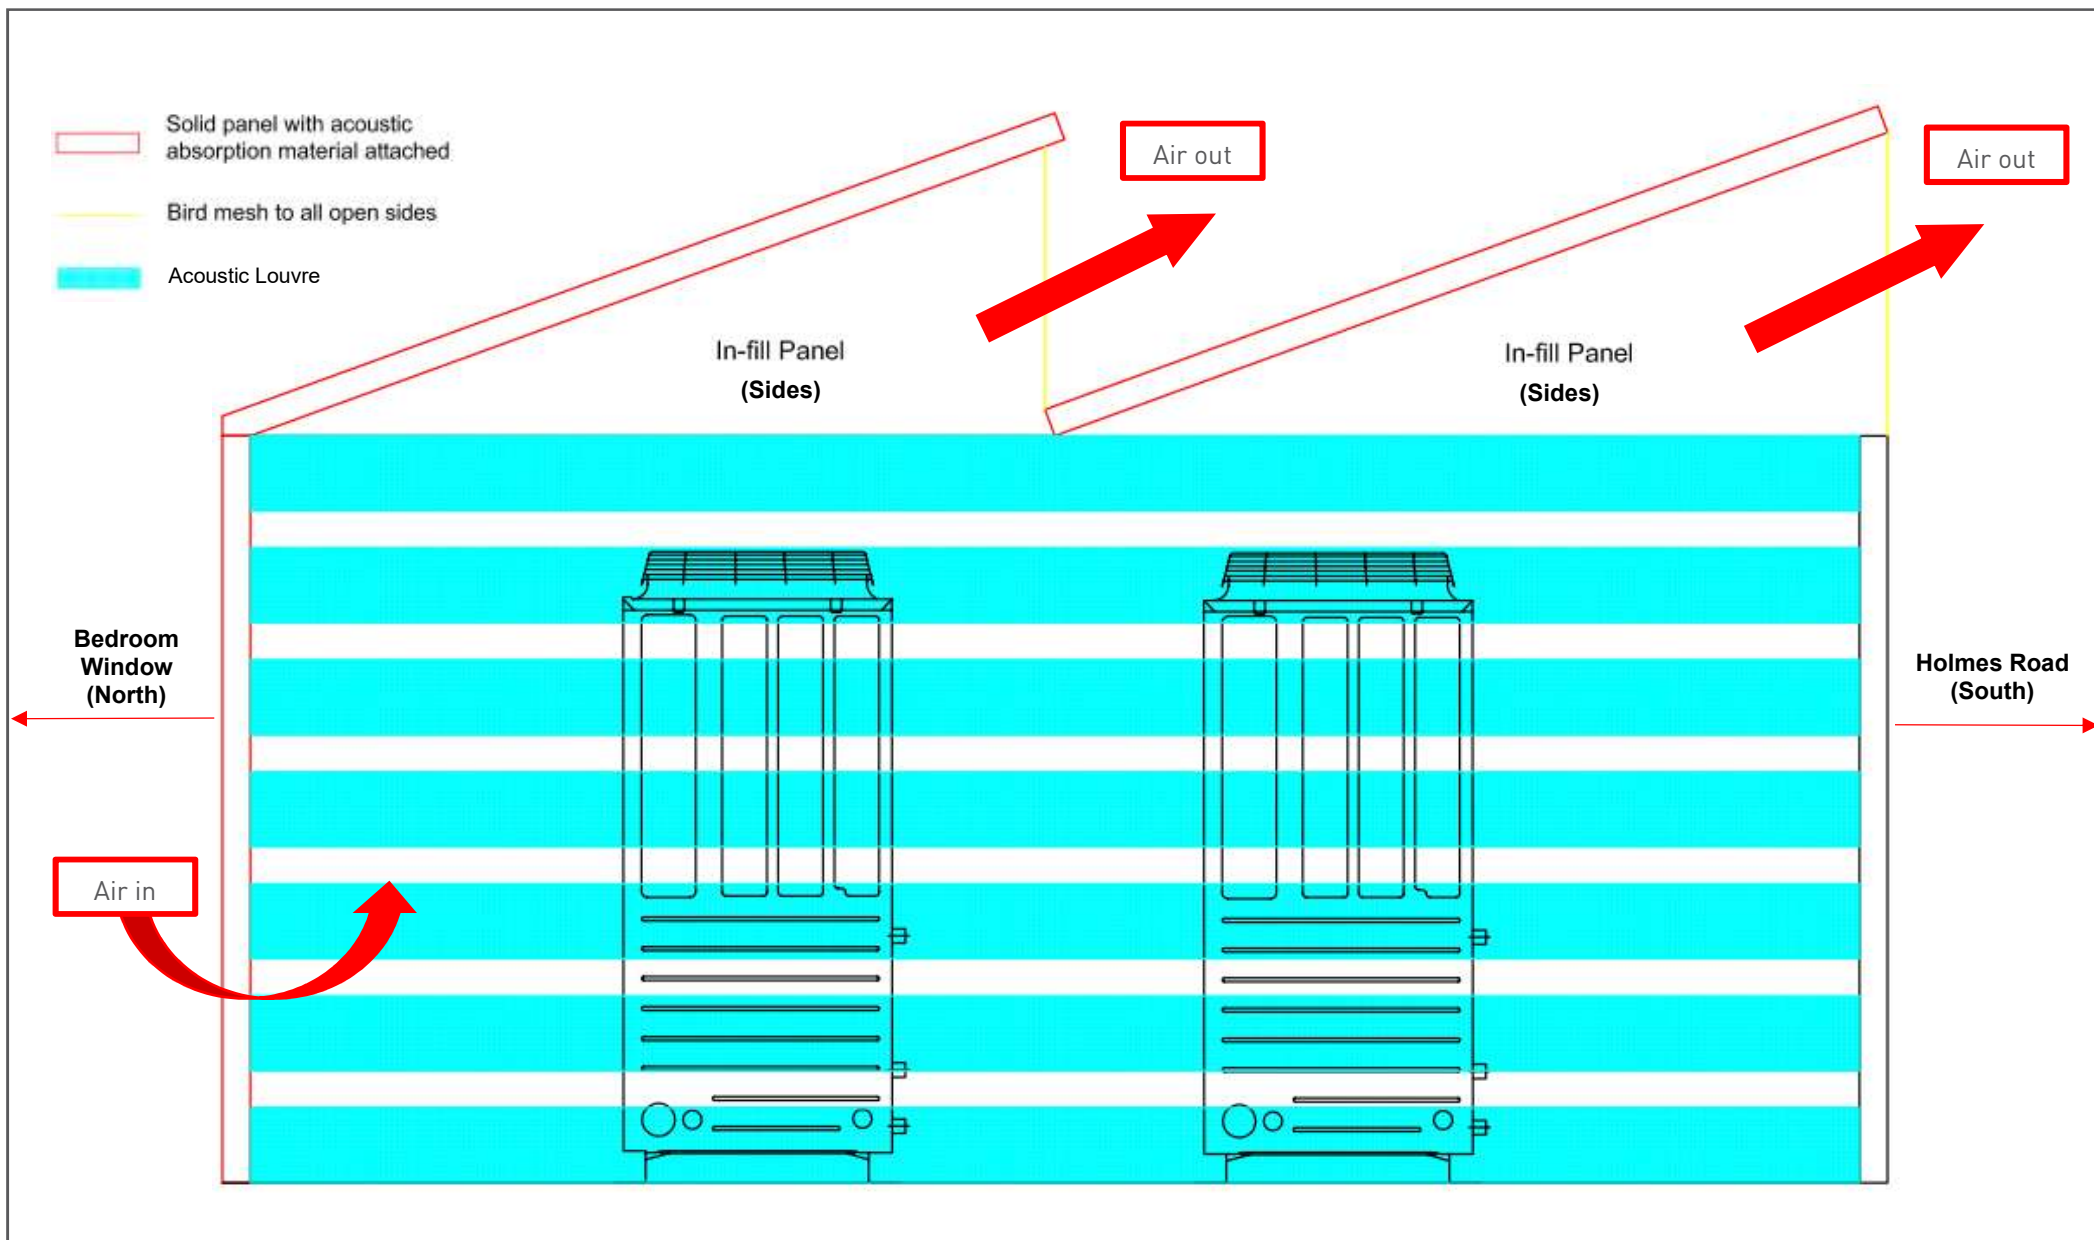 Solid panel with acoustic
absorption material attached
Bird mesh to all open sides
Acoustic Louvre
Air out
Air out
In-fill Panel
(Sides)
In-fill Panel
(Sides)
Bedroom
Window
(North)
Holmes Road
(South)
Air in